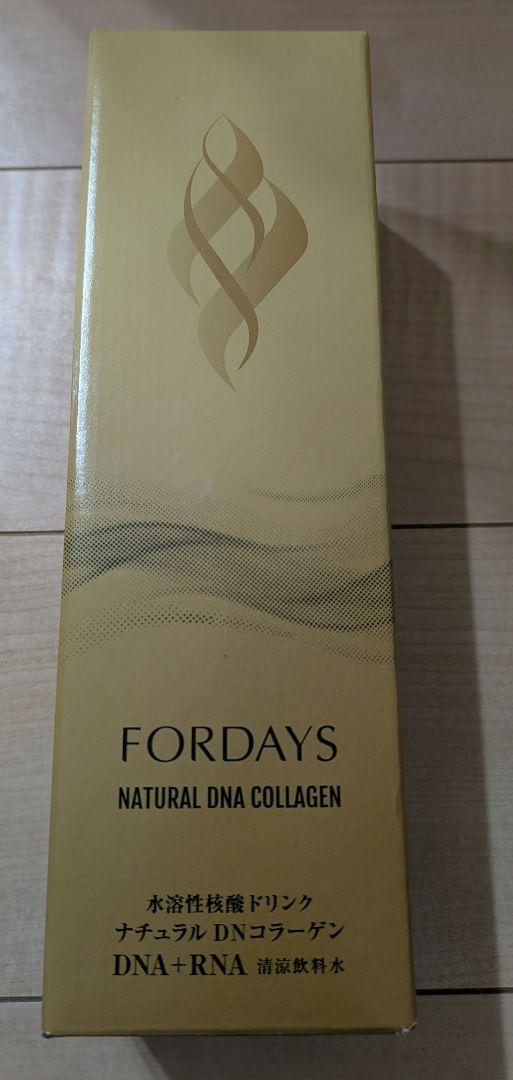 FORDAYS
NATURAL DNA COLLAGEN
水溶性核酸ドリンク
ナチュラル DNコラーゲン
DNA+RNA 清涼飲料水